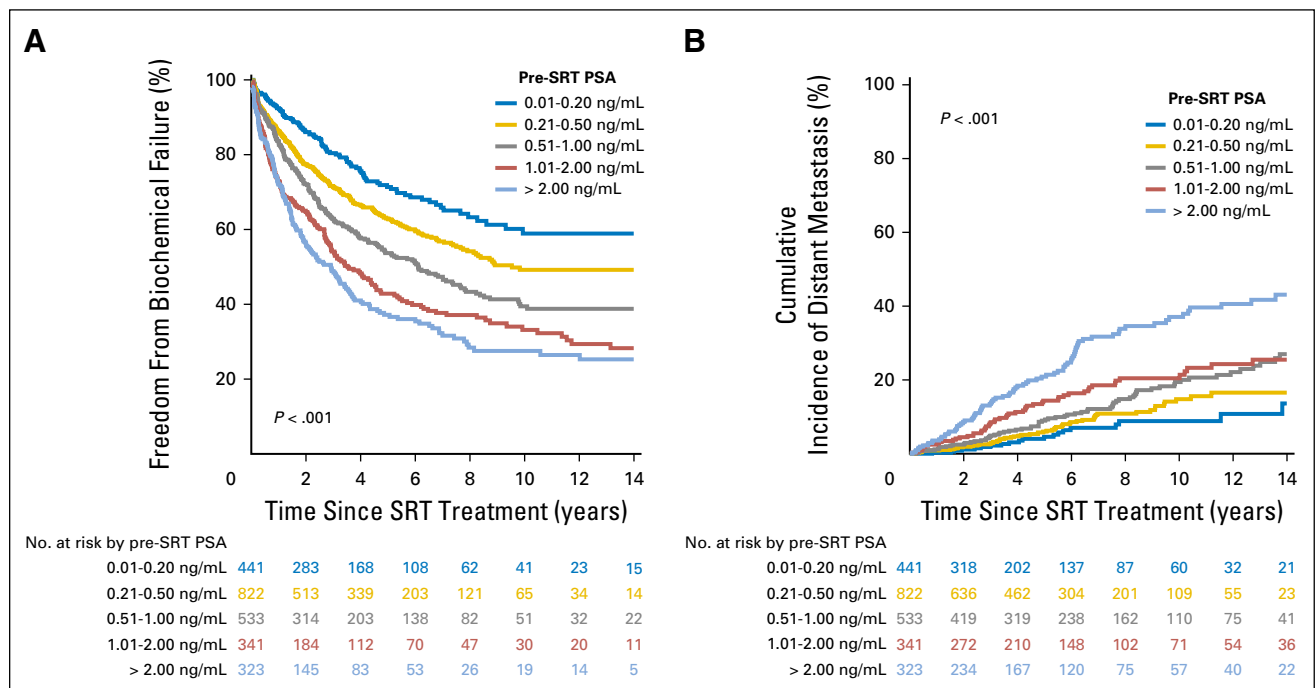 A
Freedom From Biochemical Failure (%)
100
80
60
40
20
0
2 4 6 8 10 12 14
Time Since SRT Treatment (years)
Pre-SRT PSA
0.01-0.20 ng/mL
0.21-0.50 ng/mL
0.51-1.00 ng/mL
1.01-2.00 ng/mL
> 2.00 ng/mL
P < .001
No. at risk by pre-SRT PSA
0.01-0.20 ng/mL 441 283 168 108 62 41 23 15
0.21-0.50 ng/mL 822 513 339 203 121 65 34 14
0.51-1.00 ng/mL 533 314 203 138 82 51 32 22
1.01-2.00 ng/mL 341 184 112 70 47 30 20 11
> 2.00 ng/mL 323 145 83 53 26 19 14 5
B
Cumulative
Incidence of Distant Metastasis (%)
100
80
60
40
20
0
2 4 6 8 10 12 14
Time Since SRT Treatment (years)
P < .001
Pre-SRT PSA
0.01-0.20 ng/mL
0.21-0.50 ng/mL
0.51-1.00 ng/mL
1.01-2.00 ng/mL
> 2.00 ng/mL
No. at risk by pre-SRT PSA
0.01-0.20 ng/mL 441 318 202 137 87 60 32 21
0.21-0.50 ng/mL 822 636 462 304 201 109 55 23
0.51-1.00 ng/mL 533 419 319 238 162 110 75 41
1.01-2.00 ng/mL 341 272 210 148 102 71 54 36
> 2.00 ng/mL 323 234 167 120 75 57 40 22